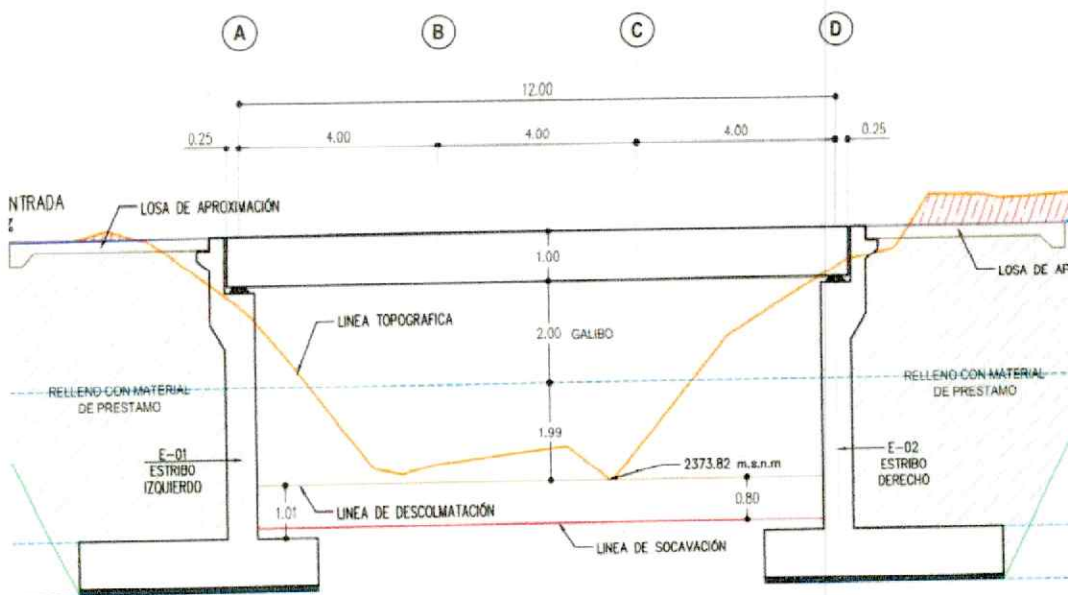 A
B
C
D
12.00
0.25
4.00
4.00
4.00
0.25
NTRADA
LOSA DE APROXIMACIÓN
1.00
LOSA DE AP
LINEA TOPOGRAFICA
2.00 GALIBO
RELLENO CON MATERIAL
DE PRESTAMO
RELLENO CON MATERIAL
DE PRESTAMO
1.99
E-01
ESTRIBO
IZQUIERDO
E-02
ESTRIBO
DERECHO
2373.82 m.s.n.m
1.01
LINEA DE DESCOLMATACIÓN
0.80
LINEA DE SOCAVACIÓN